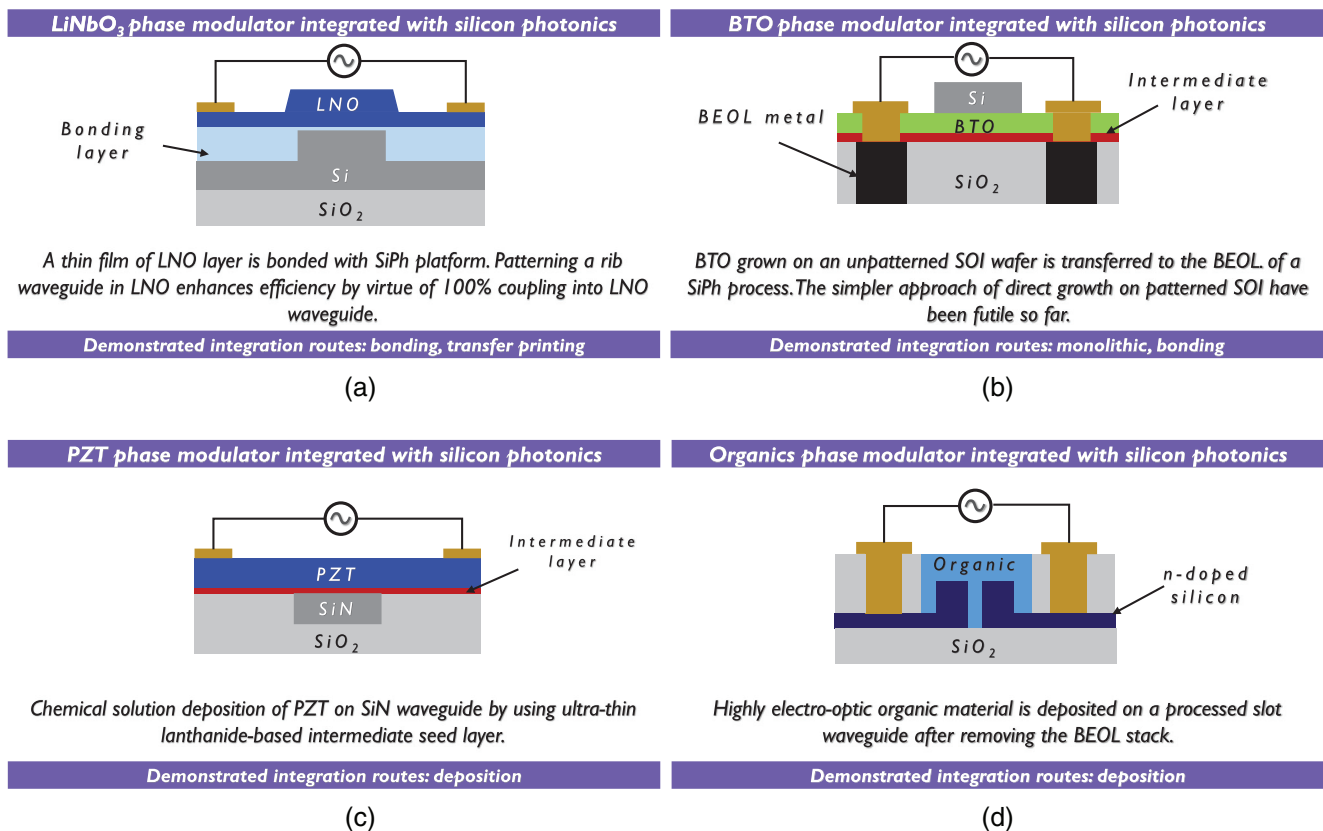 LiNbO₃ phase modulator integrated with silicon photonics
LNO
Bonding
layer
Si
SiO₂
A thin film of LNO layer is bonded with SiPh platform. Patterning a rib
waveguide in LNO enhances efficiency by virtue of 100% coupling into LNO
waveguide.
Demonstrated integration routes: bonding, transfer printing
(a)
BTO phase modulator integrated with silicon photonics
Intermediate
layer
Si
BEOL metal
BTO
SiO₂
BTO grown on an unpatterned SOI wafer is transferred to the BEOL of a
SiPh process. The simpler approach of direct growth on patterned SOI have
been futile so far.
Demonstrated integration routes: monolithic, bonding
(b)
PZT phase modulator integrated with silicon photonics
Intermediate
layer
PZT
SiN
SiO₂
Chemical solution deposition of PZT on SiN waveguide by using ultra-thin
lanthanide-based intermediate seed layer.
Demonstrated integration routes: deposition
(c)
Organics phase modulator integrated with silicon photonics
Organic
n-doped
silicon
SiO₂
Highly electro-optic organic material is deposited on a processed slot
waveguide after removing the BEOL stack.
Demonstrated integration routes: deposition
(d)